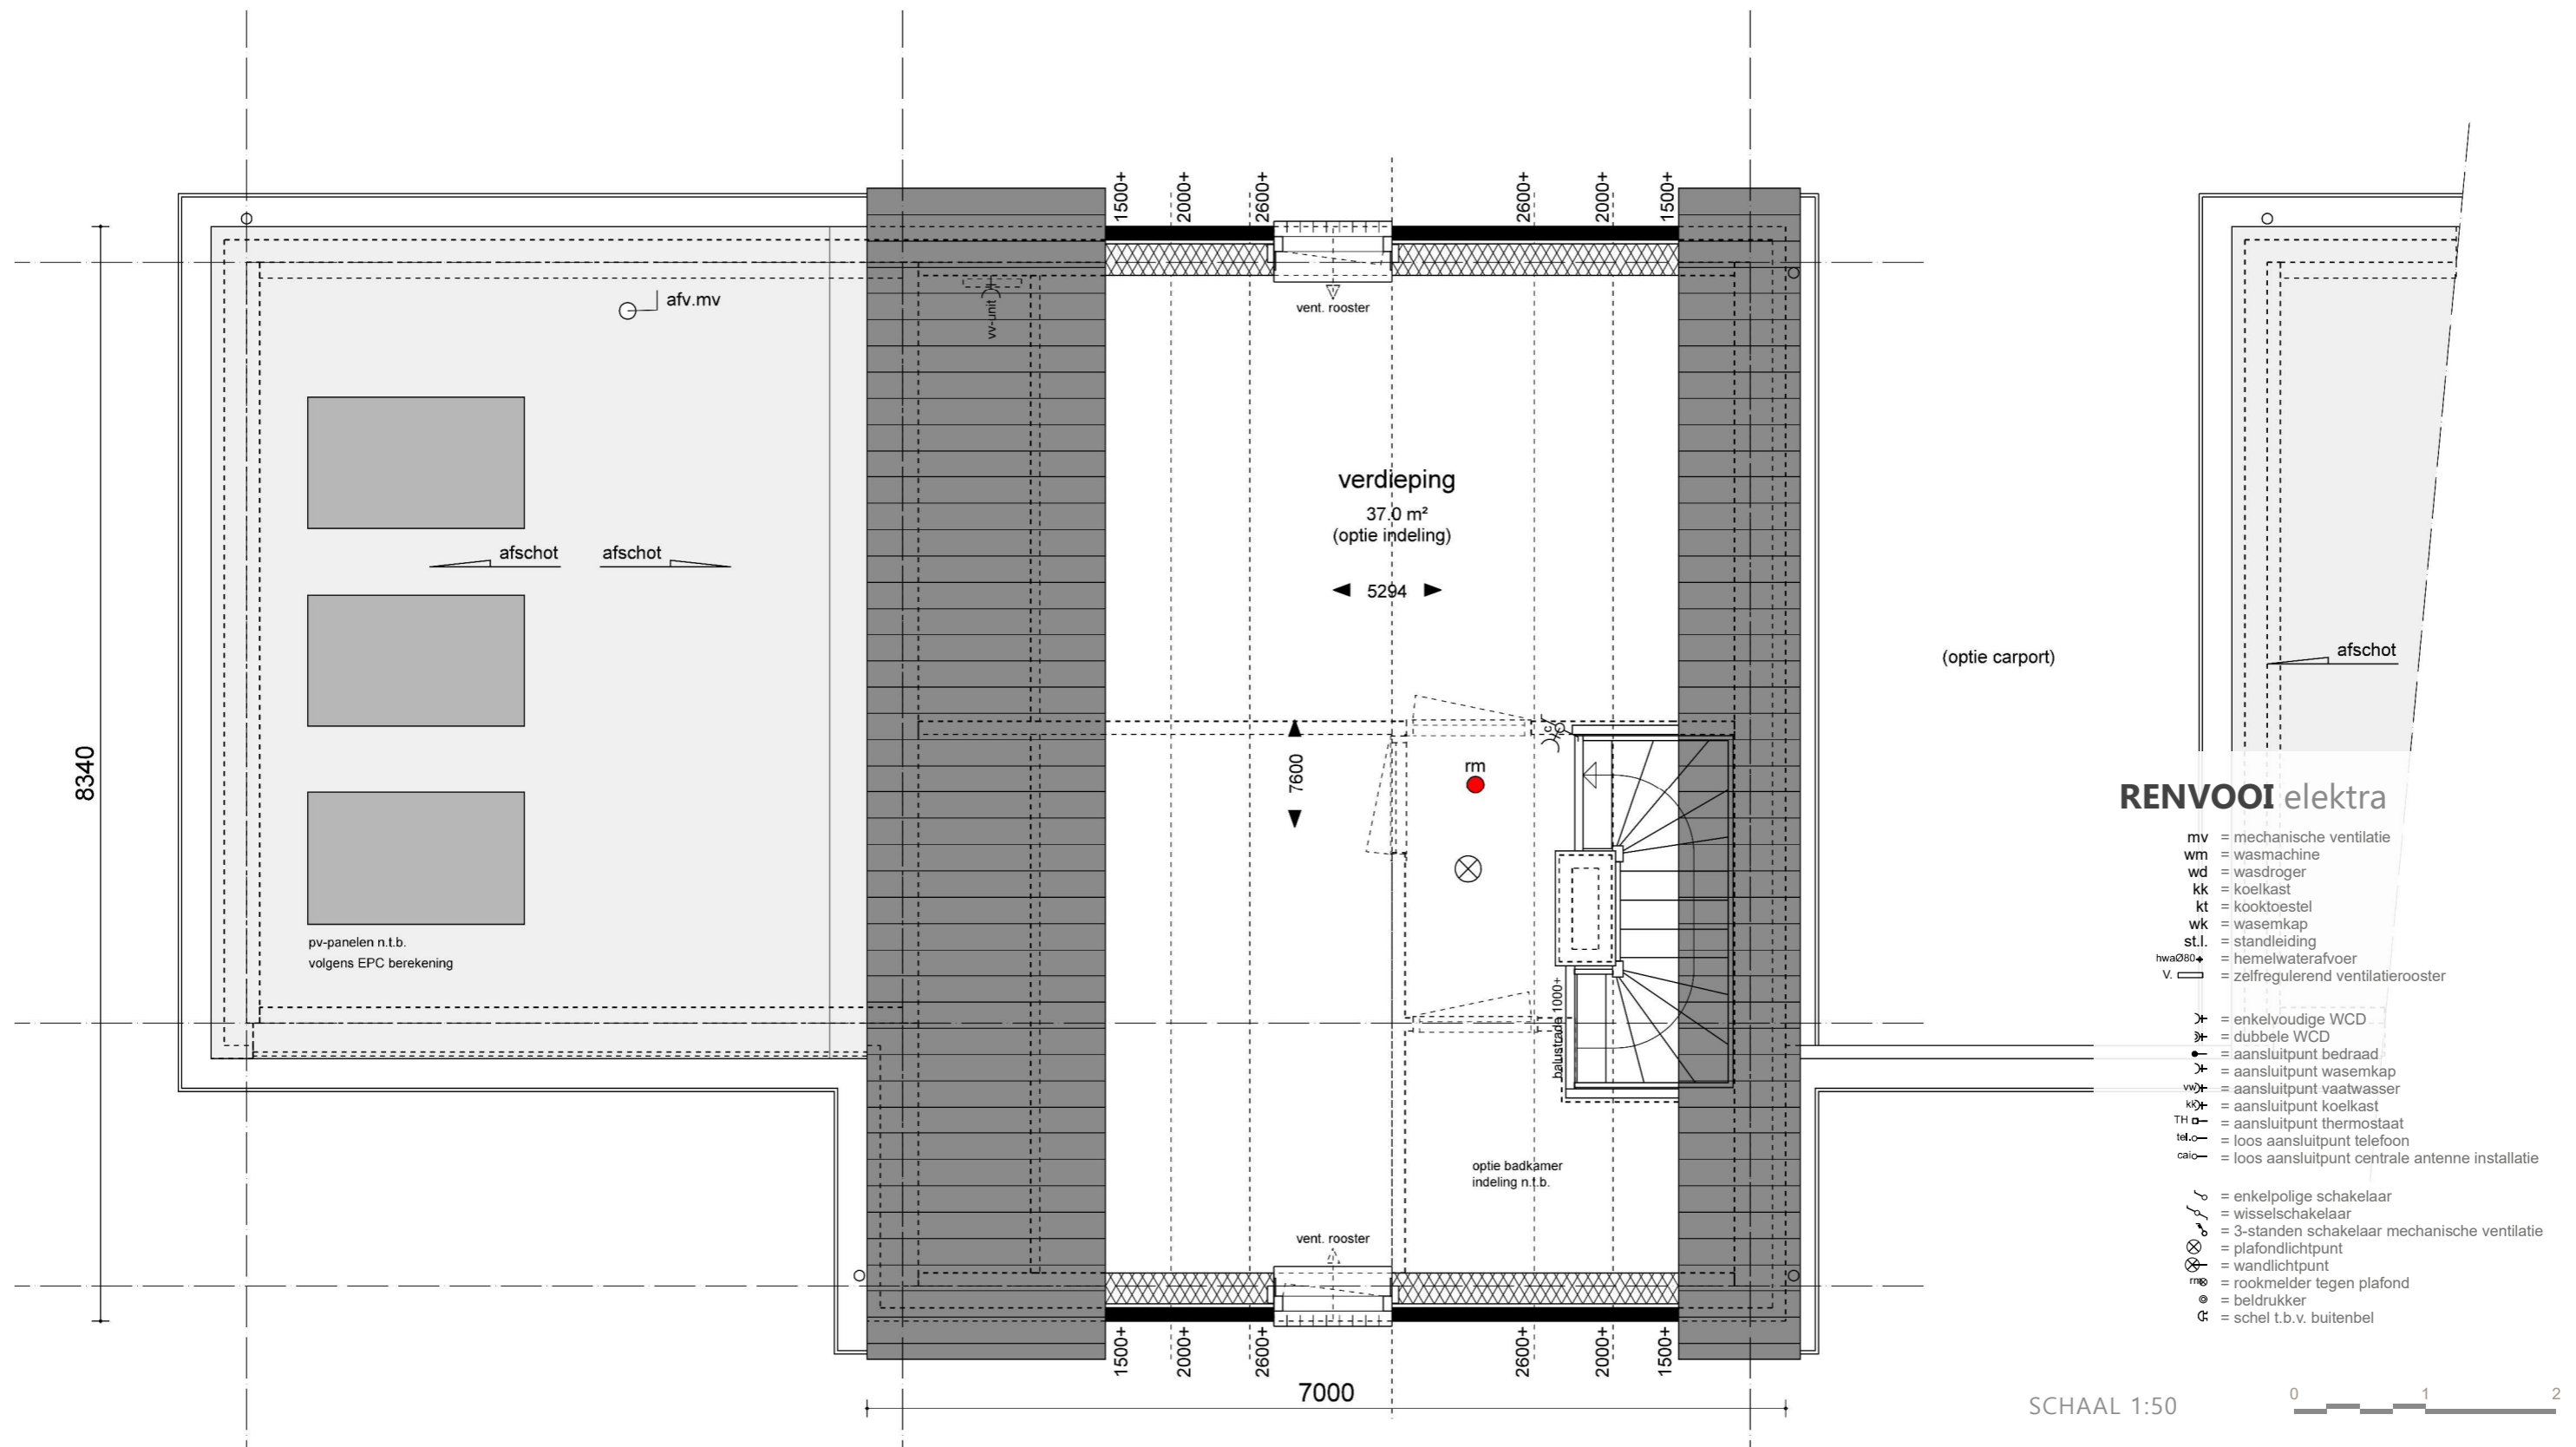 1500+
2000+
2600+
2600+
2000+
1500+
afv.mv
vv-unit
vent. rooster
verdieping
37.0 m²
(optie indeling)
5294
afschot
afschot
(optie carport)
afschot
8340
7600
rm
pv-panelen n.t.b.
volgens EPC berekening
balustrade 1000+
optie badkamer
indeling n.t.b.
vent. rooster
1500+
2000+
2600+
2600+
2000+
1500+
7000
RENVOOI elektra
mv = mechanische ventilatie
wm = wasmachine
wd = wasdroger
kk = koelkast
kt = kooktoestel
wk = wasemkap
st.l. = standleiding
hwaØ80 = hemelwaterafvoer
V. = zelfregulerend ventilatierooster
= enkelvoudige WCD
= dubbele WCD
= aansluitpunt bedraad
= aansluitpunt wasemkap
vw = aansluitpunt vaatwasser
kk = aansluitpunt koelkast
TH = aansluitpunt thermostaat
tel. = loos aansluitpunt telefoon
cai = loos aansluitpunt centrale antenne installatie
= enkelpolige schakelaar
= wisselschakelaar
= 3-standen schakelaar mechanische ventilatie
= plafondlichtpunt
= wandlichtpunt
rm = rookmelder tegen plafond
= beldrukker
= schel t.b.v. buitenbel
SCHAAL 1:50
0 1 2